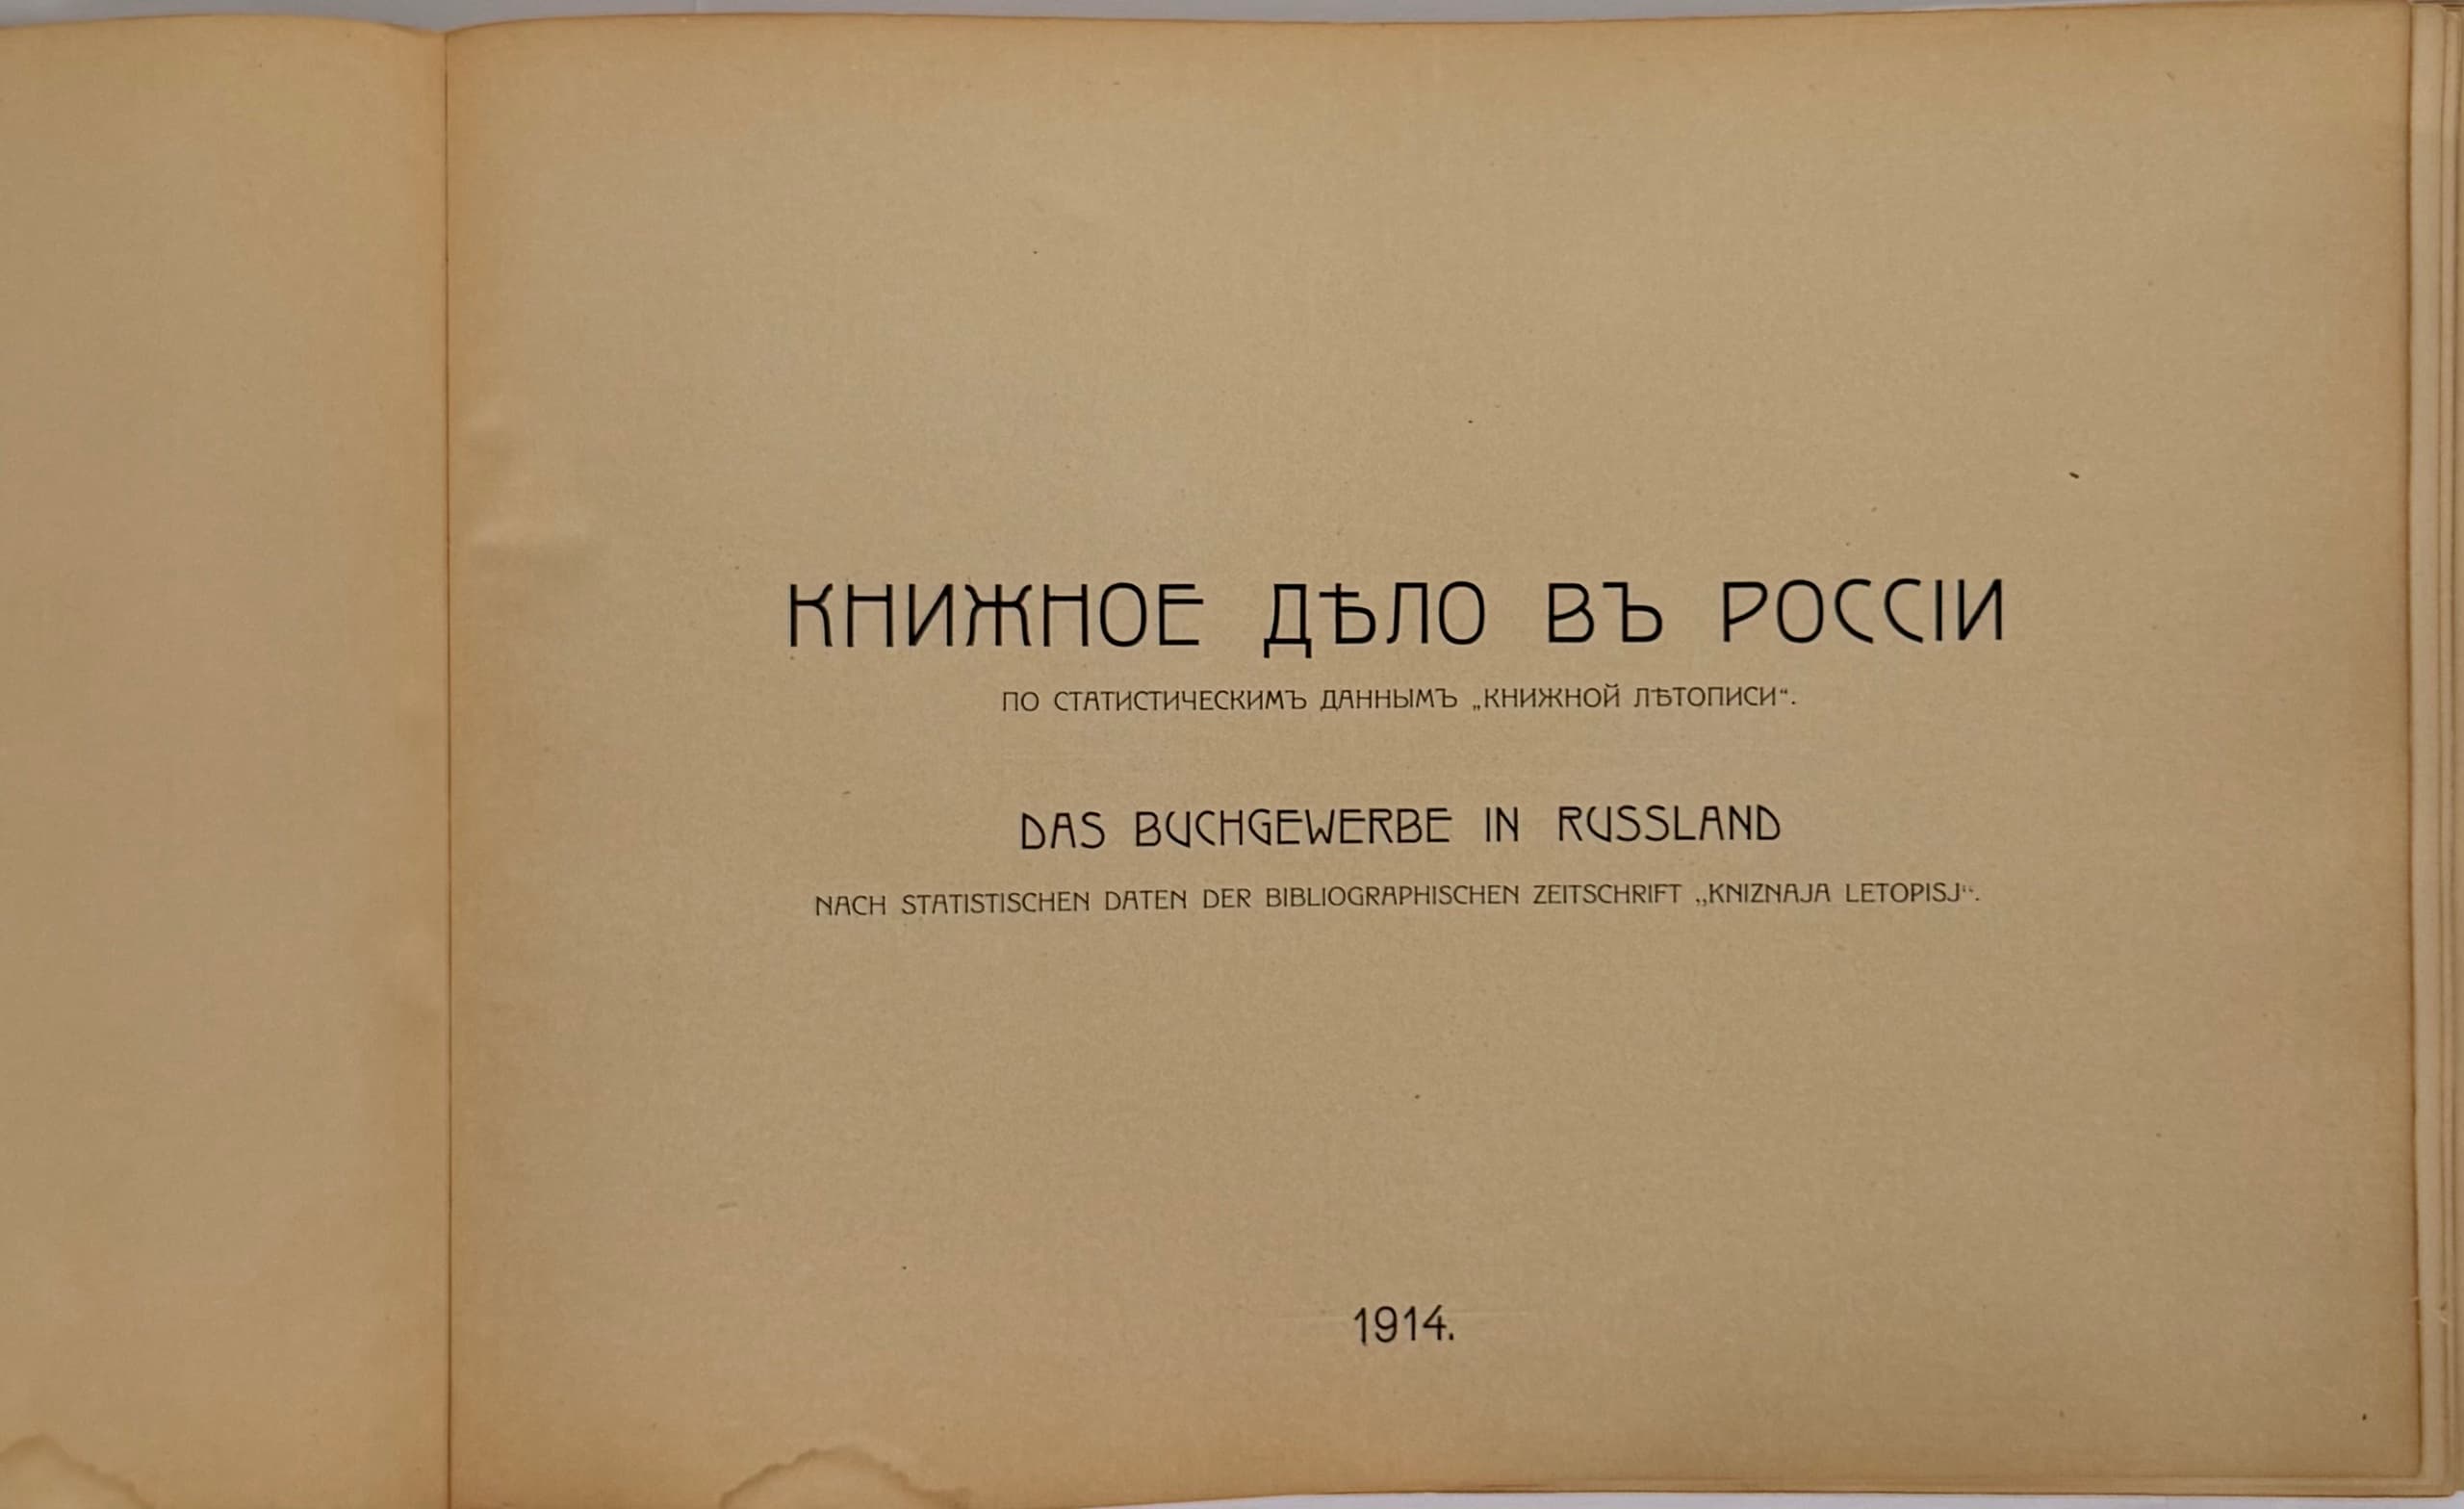 КНИЖНОЕ ДѢЛО ВЪ РОССІИ
ПО СТАТИСТИЧЕСКИМЪ ДАННЫМЪ „КНИЖНОЙ ЛѢТОПИСИ“.
DAS BUCHGEWERBE IN RUSSLAND
NACH STATISTISCHEN DATEN DER BIBLIOGRAPHISCHEN ZEITSCHRIFT „KNIZNAJA LETOPISJ“.
1914.